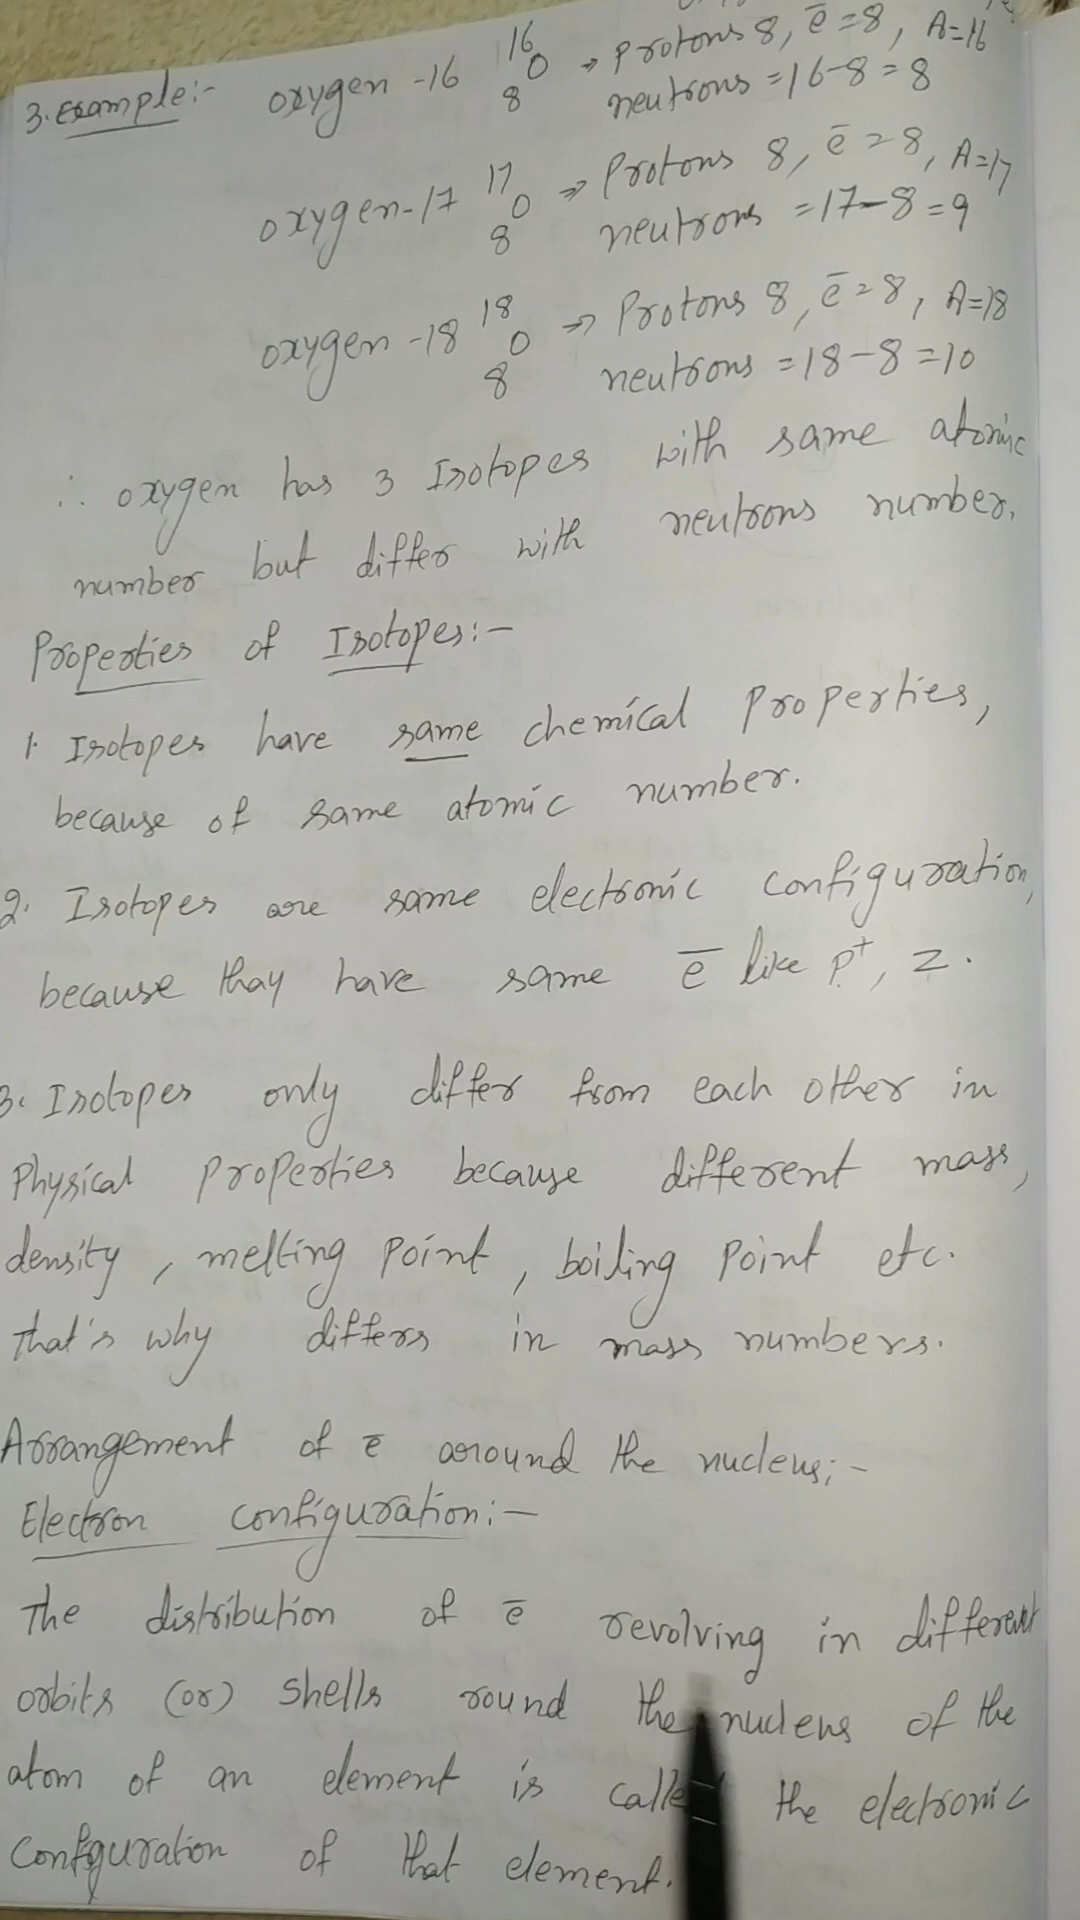 3. Example:- oxygen -16 16 8 O ⇒ Protons 8, ē = 8, A=16
neutrons = 16-8 = 8
oxygen-17 17 8 O ⇒ Protons 8, ē = 8, A=17
neutrons = 17-8 = 9
oxygen -18 18 8 O ⇒ Protons 8, ē = 8, A=18
neutrons = 18-8 = 10
∴ oxygen has 3 Isotopes with same atomic
number but differ with neutrons number.
Properties of Isotopes:-
1. Isotopes have same chemical Properties,
because of same atomic number.
2. Isotopes are same electronic configuration,
because thay have same ē like p+, z.
3. Isotopes only differ from each other in
Physical Properties because different mass,
density, melting Point, boiling Point etc.
that's why differs in mass numbers.
Arrangement of ē around the nucleus;-
Electron configuration:-
The distribution of ē revolving in different
orbits (or) shells round the nucleus of the
atom of an element is called the electronic
Configuration of that element.